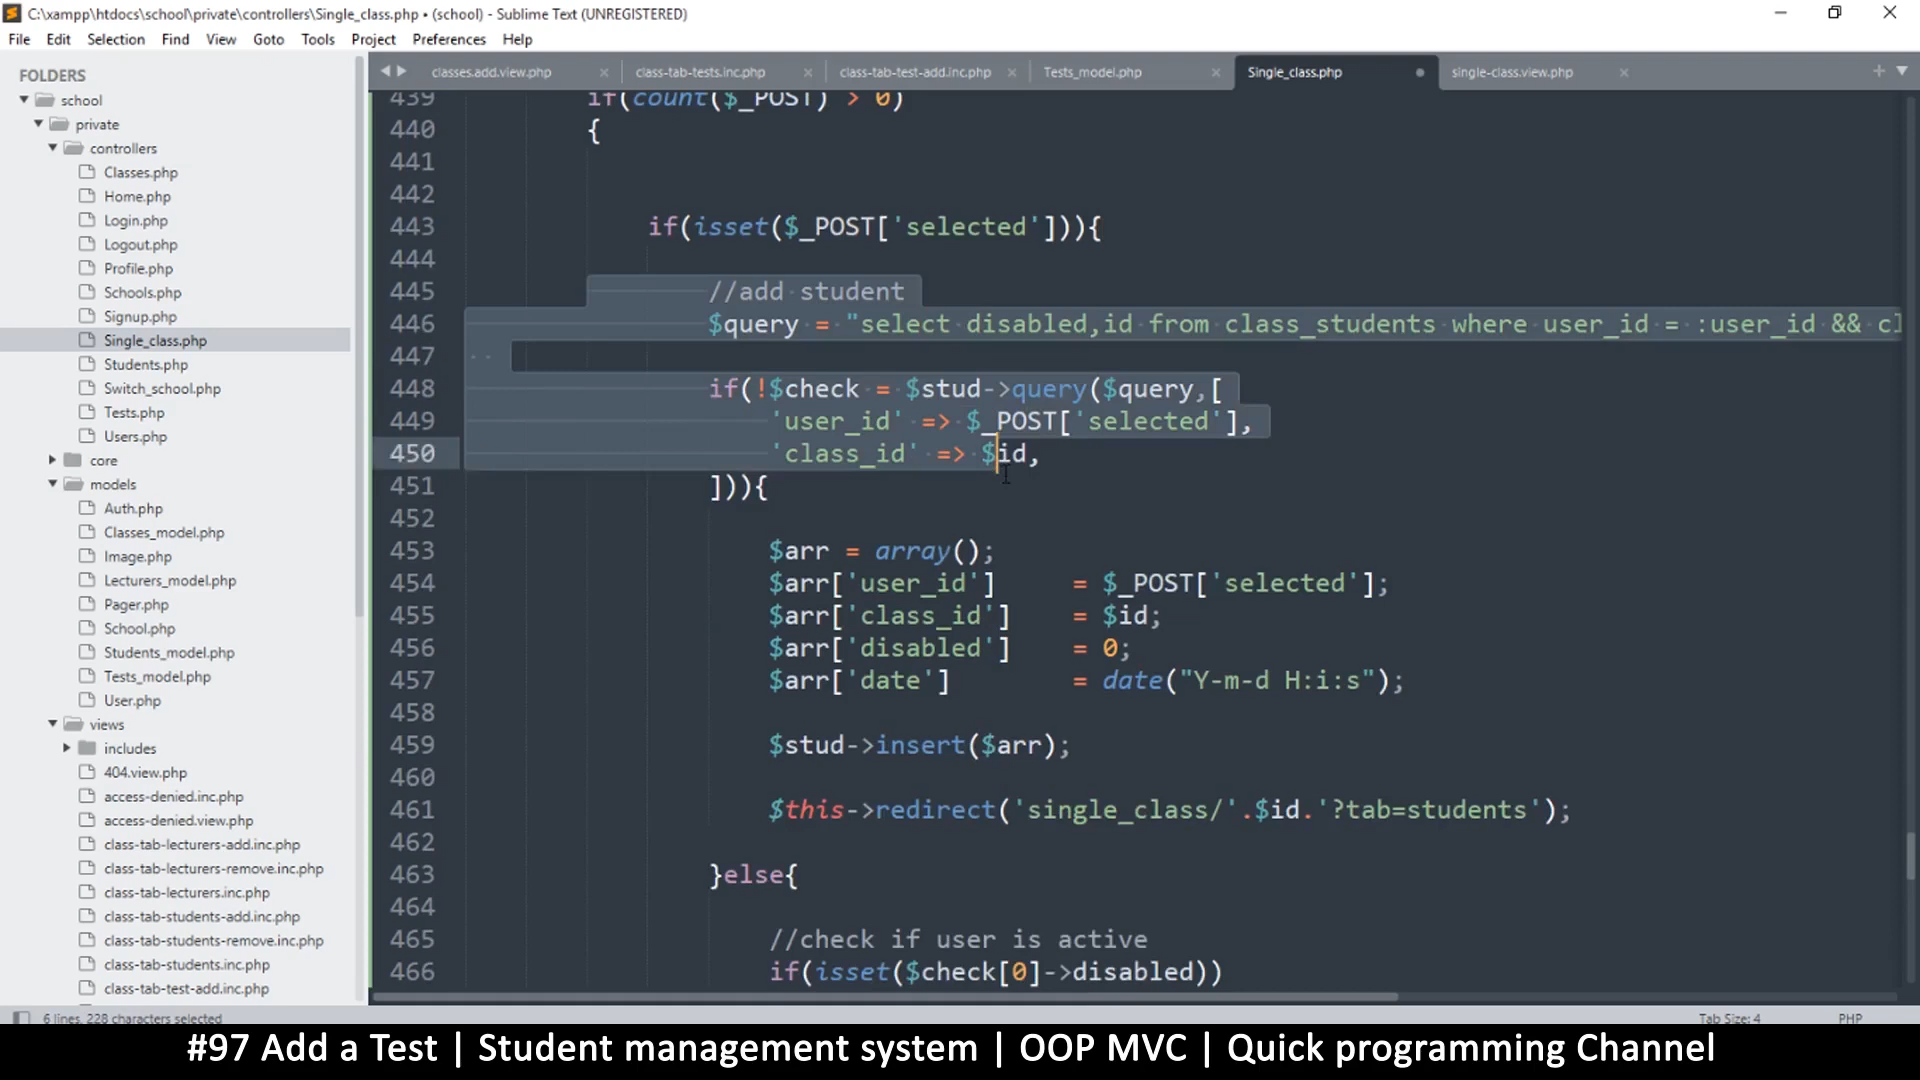 C:\xampp\htdocs\school\private\controllers\Single_class.php • (school) - Sublime Text (UNREGISTERED)
File Edit Selection Find View Goto Tools Project Preferences Help
FOLDERS
school
private
controllers
Classes.php
Home.php
Login.php
Logout.php
Profile.php
Schools.php
Signup.php
Single_class.php
Students.php
Switch_school.php
Tests.php
Users.php
core
models
Auth.php
Classes_model.php
Image.php
Lecturers_model.php
Pager.php
School.php
Students_model.php
Tests_model.php
User.php
views
includes
404.view.php
access-denied.inc.php
access-denied.view.php
class-tab-lecturers-add.inc.php
class-tab-lecturers-remove.inc.php
class-tab-lecturers.inc.php
class-tab-students-add.inc.php
class-tab-students-remove.inc.php
class-tab-students.inc.php
class-tab-test-add.inc.php
classes.add.view.php class-tab-tests.inc.php class-tab-test-add.inc.php Tests_model.php Single_class.php single-class.view.php
439 if(count($_POST) > 0)
440 {
441
442
443 if(isset($_POST['selected'])){
444
445 //add student
446 $query = "select disabled,id from class_students where user_id = :user_id && cl
447
448 if(!$check = $stud->query($query,[
449 'user_id' => $_POST['selected'],
450 'class_id' => $id,
451 ])){
452
453 $arr = array();
454 $arr['user_id'] = $_POST['selected'];
455 $arr['class_id'] = $id;
456 $arr['disabled'] = 0;
457 $arr['date'] = date("Y-m-d H:i:s");
458
459 $stud->insert($arr);
460
461 $this->redirect('single_class/'.$id.'?tab=students');
462
463 }else{
464
465 //check if user is active
466 if(isset($check[0]->disabled))
6 lines, 228 characters selected
Tab Size: 4 PHP
#97 Add a Test | Student management system | OOP MVC | Quick programming Channel